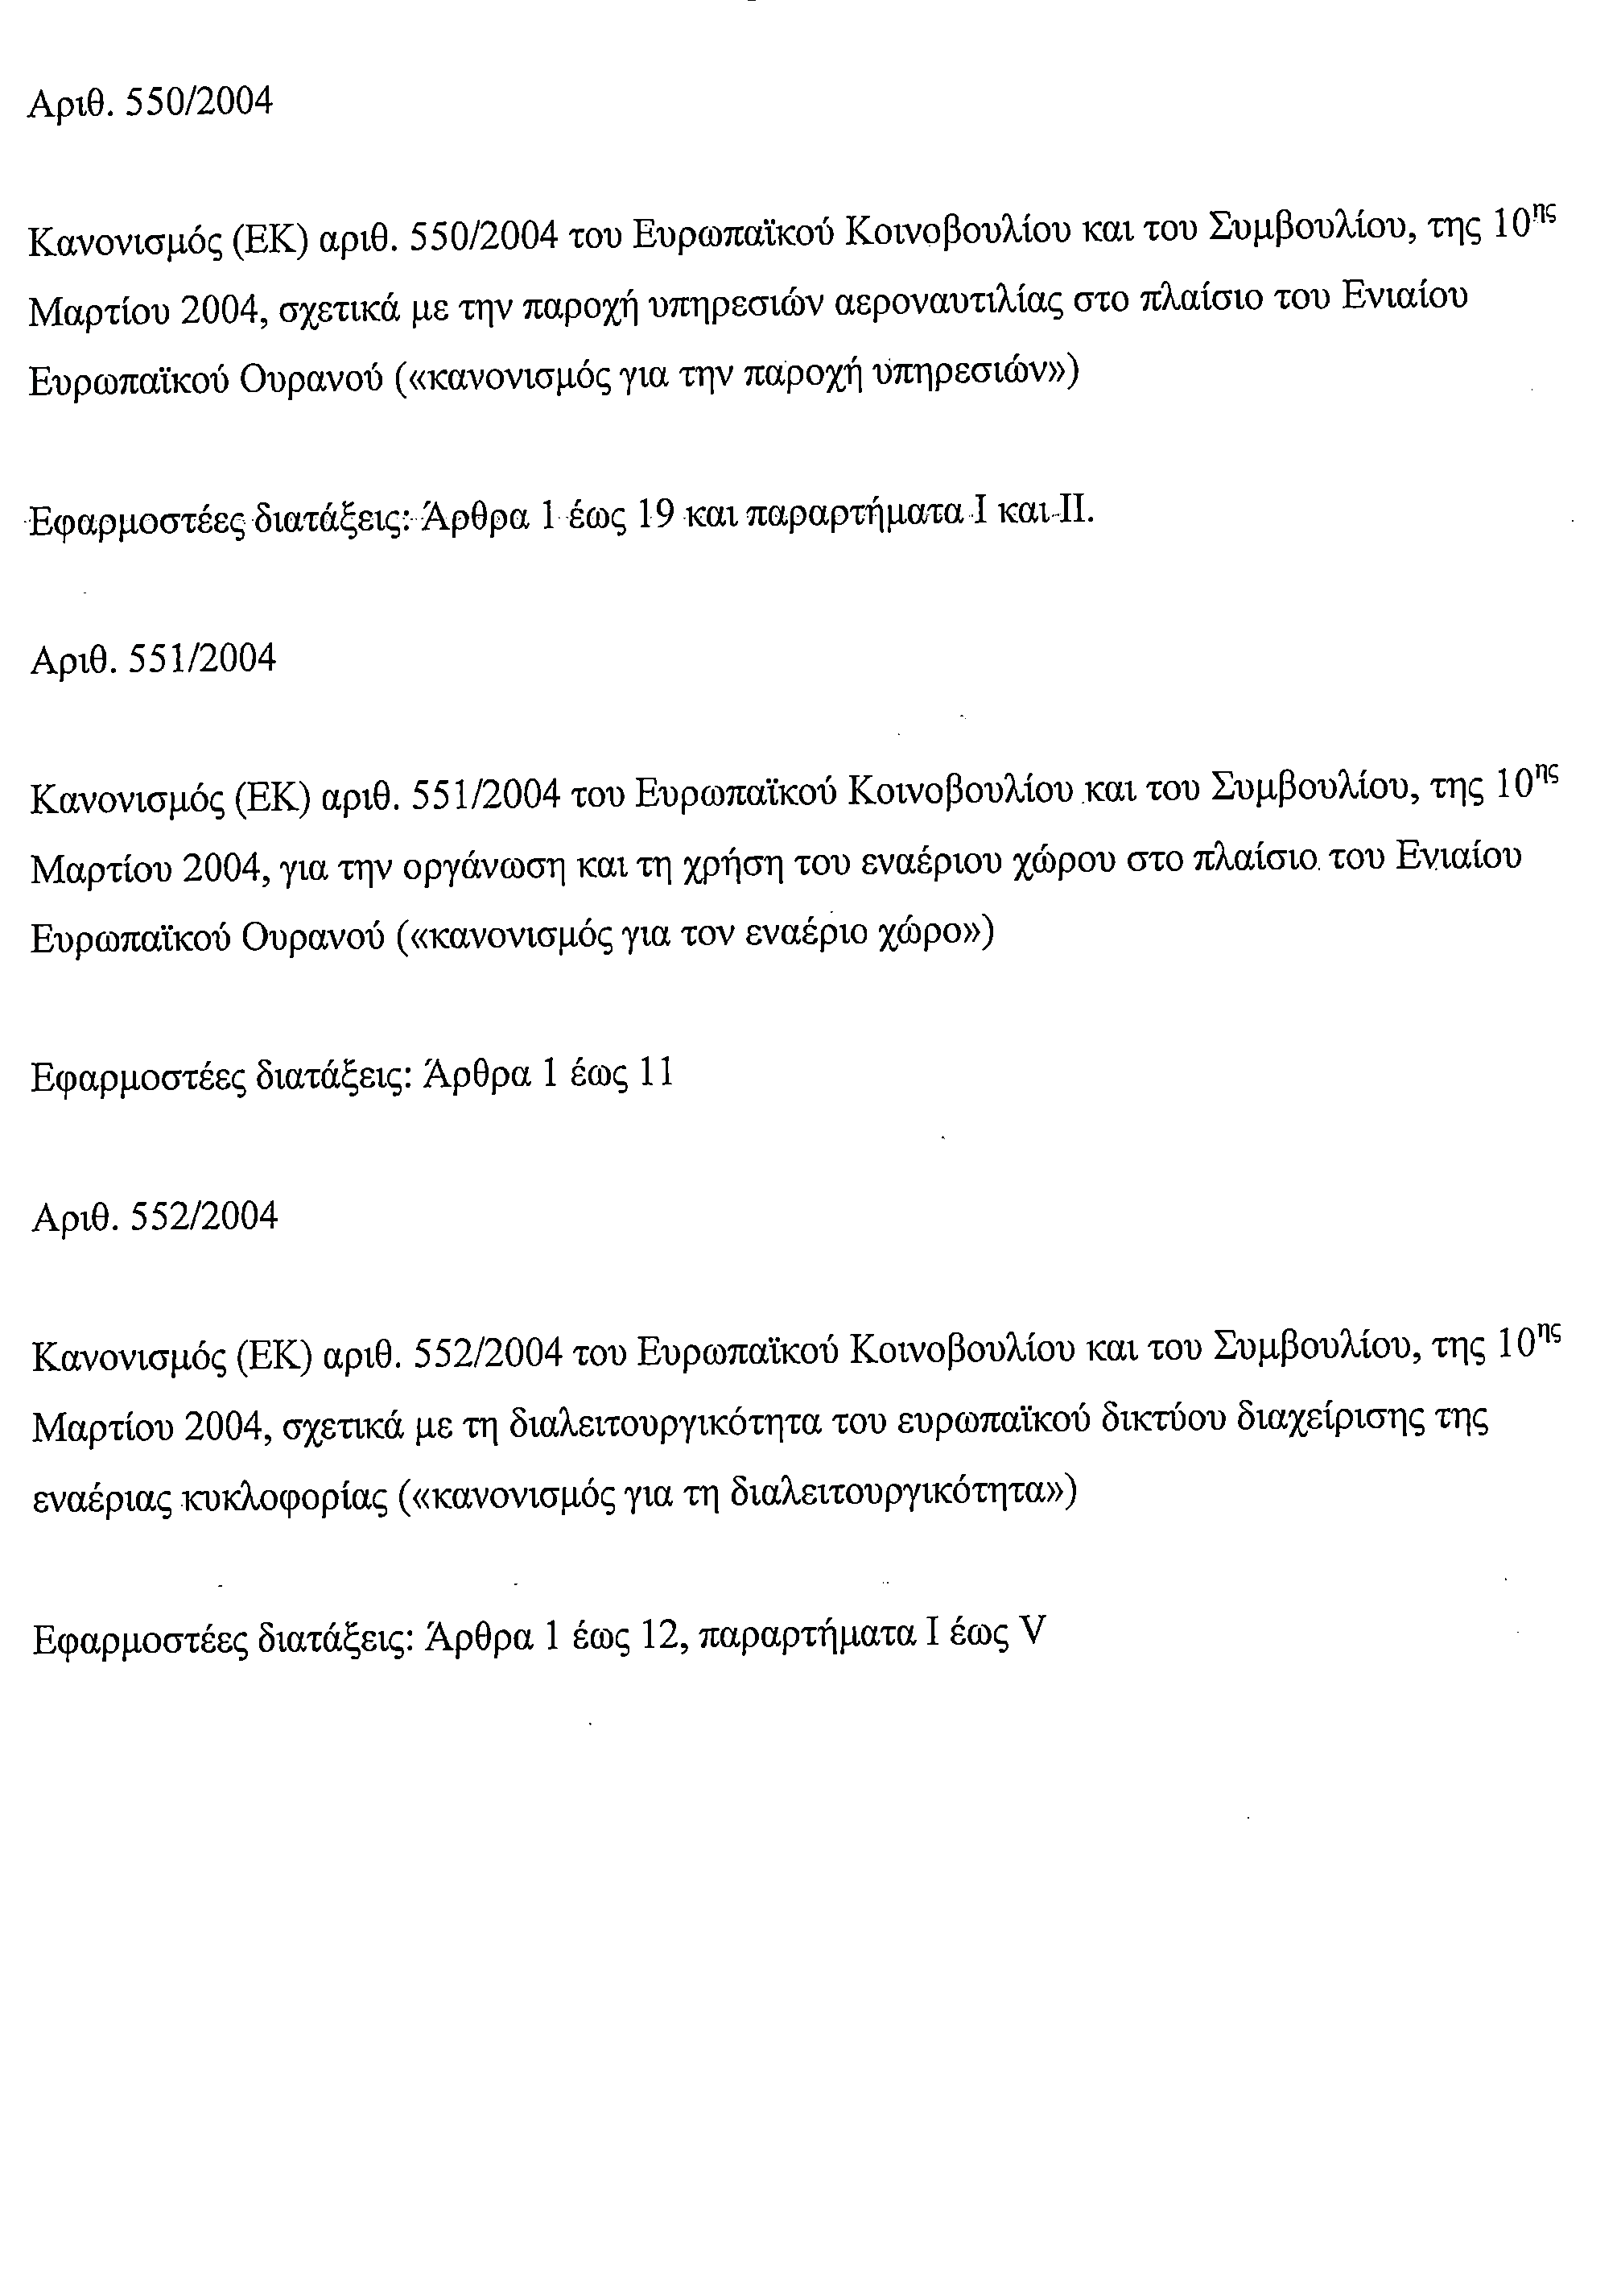 Αριθ. 550/2004
Κανονισμός (ΕΚ) αριθ. 550/2004 του Ευρωπαϊκού Κοινοβουλίου και του Συμβουλίου, της 10ης
Μαρτίου 2004, σχετικά με την παροχή υπηρεσιών αεροναυτιλίας στο πλαίσιο του Ενιαίου
Ευρωπαϊκού Ουρανού («κανονισμός για την παροχή υπηρεσιών»)
Εφαρμοστέες διατάξεις: Άρθρα 1 έως 19 και παραρτήματα Ι και ΙΙ.
Αριθ. 551/2004
Κανονισμός (ΕΚ) αριθ. 551/2004 του Ευρωπαϊκού Κοινοβουλίου και του Συμβουλίου, της 10ης
Μαρτίου 2004, για την οργάνωση και τη χρήση του εναέριου χώρου στο πλαίσιο του Ενιαίου
Ευρωπαϊκού Ουρανού («κανονισμός για τον εναέριο χώρο»)
Εφαρμοστέες διατάξεις: Άρθρα 1 έως 11
Αριθ. 552/2004
Κανονισμός (ΕΚ) αριθ. 552/2004 του Ευρωπαϊκού Κοινοβουλίου και του Συμβουλίου, της 10ης
Μαρτίου 2004, σχετικά με τη διαλειτουργικότητα του ευρωπαϊκού δικτύου διαχείρισης της
εναέριας κυκλοφορίας («κανονισμός για τη διαλειτουργικότητα»)
Εφαρμοστέες διατάξεις: Άρθρα 1 έως 12, παραρτήματα Ι έως V